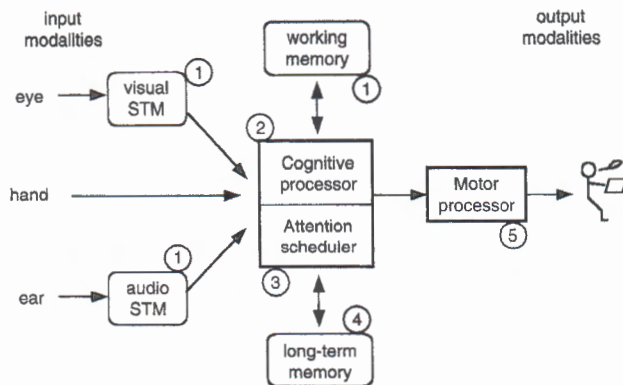 input
modalities
output
modalities
working
memory
1
1
visual
STM
eye
2
Cognitive
processor
hand
Motor
processor
Attention
scheduler
5
1
3
ear
audio
STM
4
long-term
memory